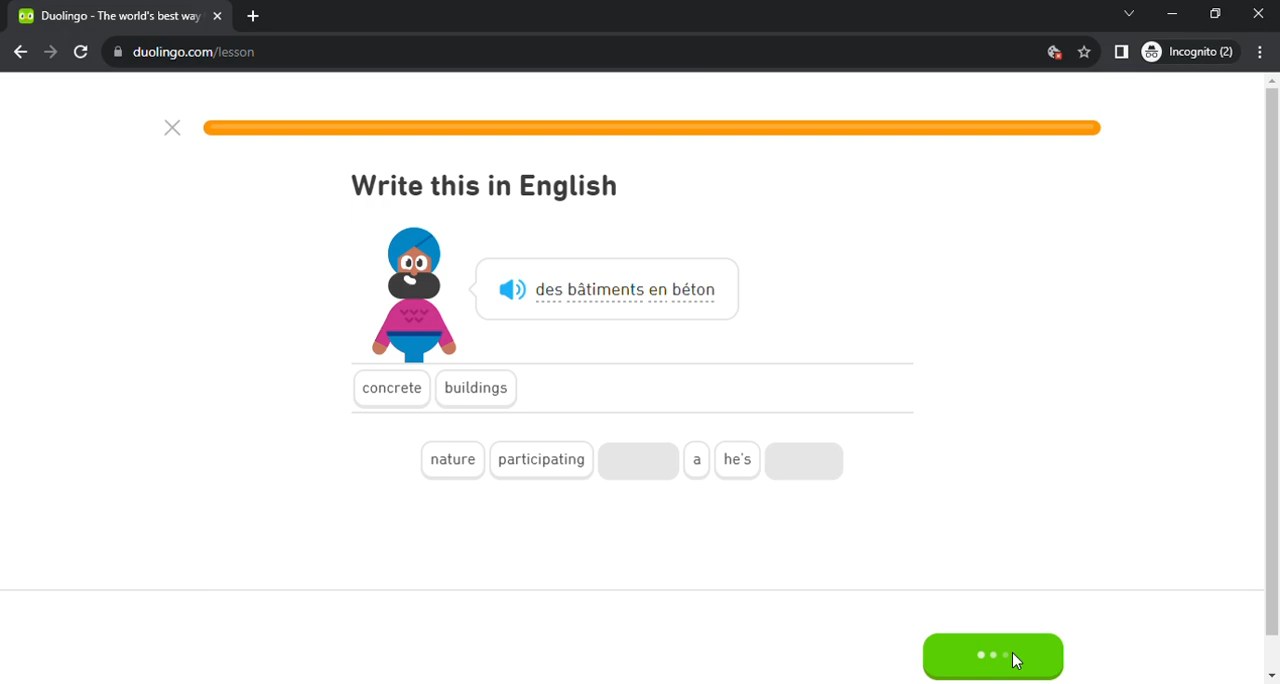 Duolingo - The world's best way
duolingo.com/lesson
Incognito (2)
Write this in English
des bâtiments en béton
concrete buildings
nature participating a he's